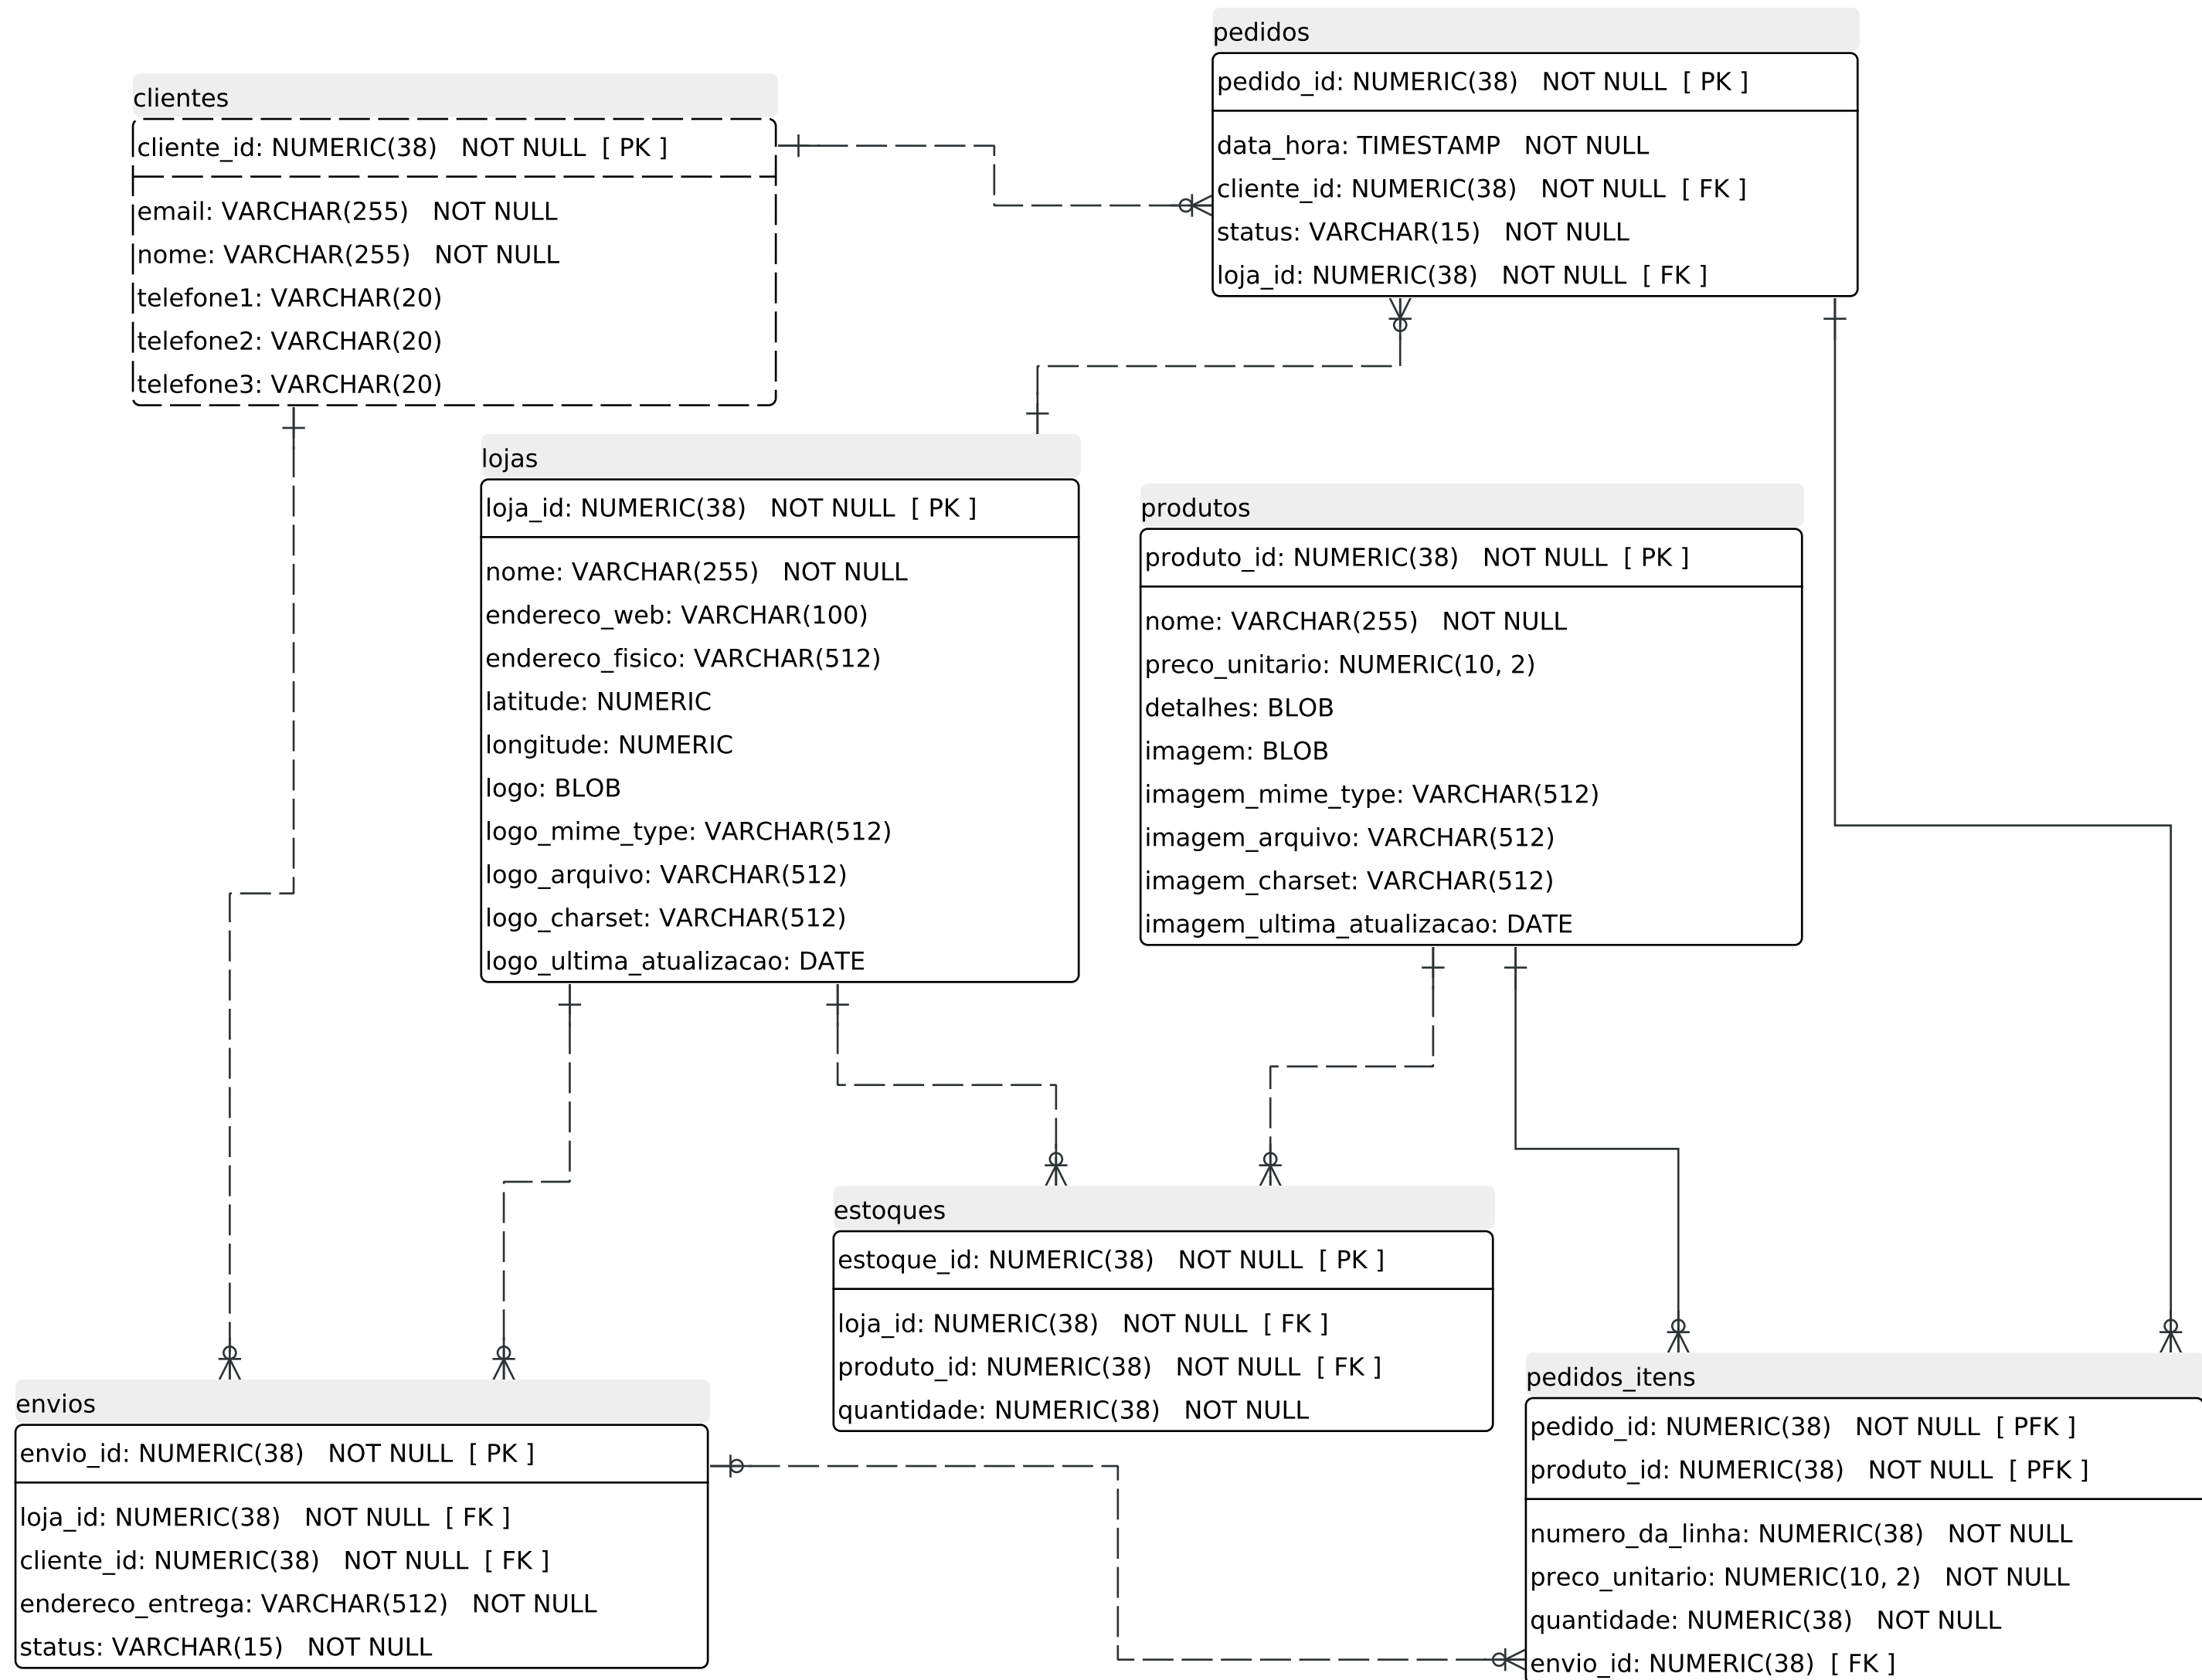 pedidos
pedido_id: NUMERIC(38)   NOT NULL  [ PK ]
data_hora: TIMESTAMP   NOT NULL
cliente_id: NUMERIC(38)   NOT NULL  [ FK ]
status: VARCHAR(15)   NOT NULL
loja_id: NUMERIC(38)   NOT NULL  [ FK ]
clientes
cliente_id: NUMERIC(38)   NOT NULL  [ PK ]
email: VARCHAR(255)   NOT NULL
nome: VARCHAR(255)   NOT NULL
telefone1: VARCHAR(20)
telefone2: VARCHAR(20)
telefone3: VARCHAR(20)
lojas
loja_id: NUMERIC(38)   NOT NULL  [ PK ]
nome: VARCHAR(255)   NOT NULL
endereco_web: VARCHAR(100)
endereco_fisico: VARCHAR(512)
latitude: NUMERIC
longitude: NUMERIC
logo: BLOB
logo_mime_type: VARCHAR(512)
logo_arquivo: VARCHAR(512)
logo_charset: VARCHAR(512)
logo_ultima_atualizacao: DATE
produtos
produto_id: NUMERIC(38)   NOT NULL  [ PK ]
nome: VARCHAR(255)   NOT NULL
preco_unitario: NUMERIC(10, 2)
detalhes: BLOB
imagem: BLOB
imagem_mime_type: VARCHAR(512)
imagem_arquivo: VARCHAR(512)
imagem_charset: VARCHAR(512)
imagem_ultima_atualizacao: DATE
estoques
estoque_id: NUMERIC(38)   NOT NULL  [ PK ]
loja_id: NUMERIC(38)   NOT NULL  [ FK ]
produto_id: NUMERIC(38)   NOT NULL  [ FK ]
quantidade: NUMERIC(38)   NOT NULL
envios
envio_id: NUMERIC(38)   NOT NULL  [ PK ]
loja_id: NUMERIC(38)   NOT NULL  [ FK ]
cliente_id: NUMERIC(38)   NOT NULL  [ FK ]
endereco_entrega: VARCHAR(512)   NOT NULL
status: VARCHAR(15)   NOT NULL
pedidos_itens
pedido_id: NUMERIC(38)   NOT NULL  [ PFK ]
produto_id: NUMERIC(38)   NOT NULL  [ PFK ]
numero_da_linha: NUMERIC(38)   NOT NULL
preco_unitario: NUMERIC(10, 2)   NOT NULL
quantidade: NUMERIC(38)   NOT NULL
envio_id: NUMERIC(38)  [ FK ]